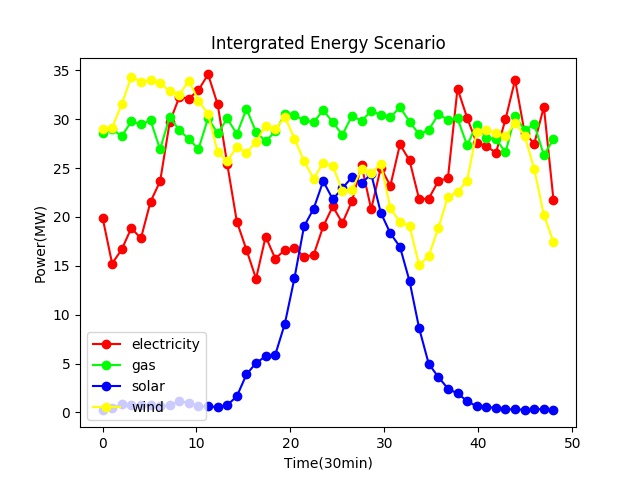 Intergrated Energy Scenario
Power(MW)
35
30
25
20
15
10
5
0
electricity
gas
solar
wind
0 10 20 30 40 50
Time(30min)